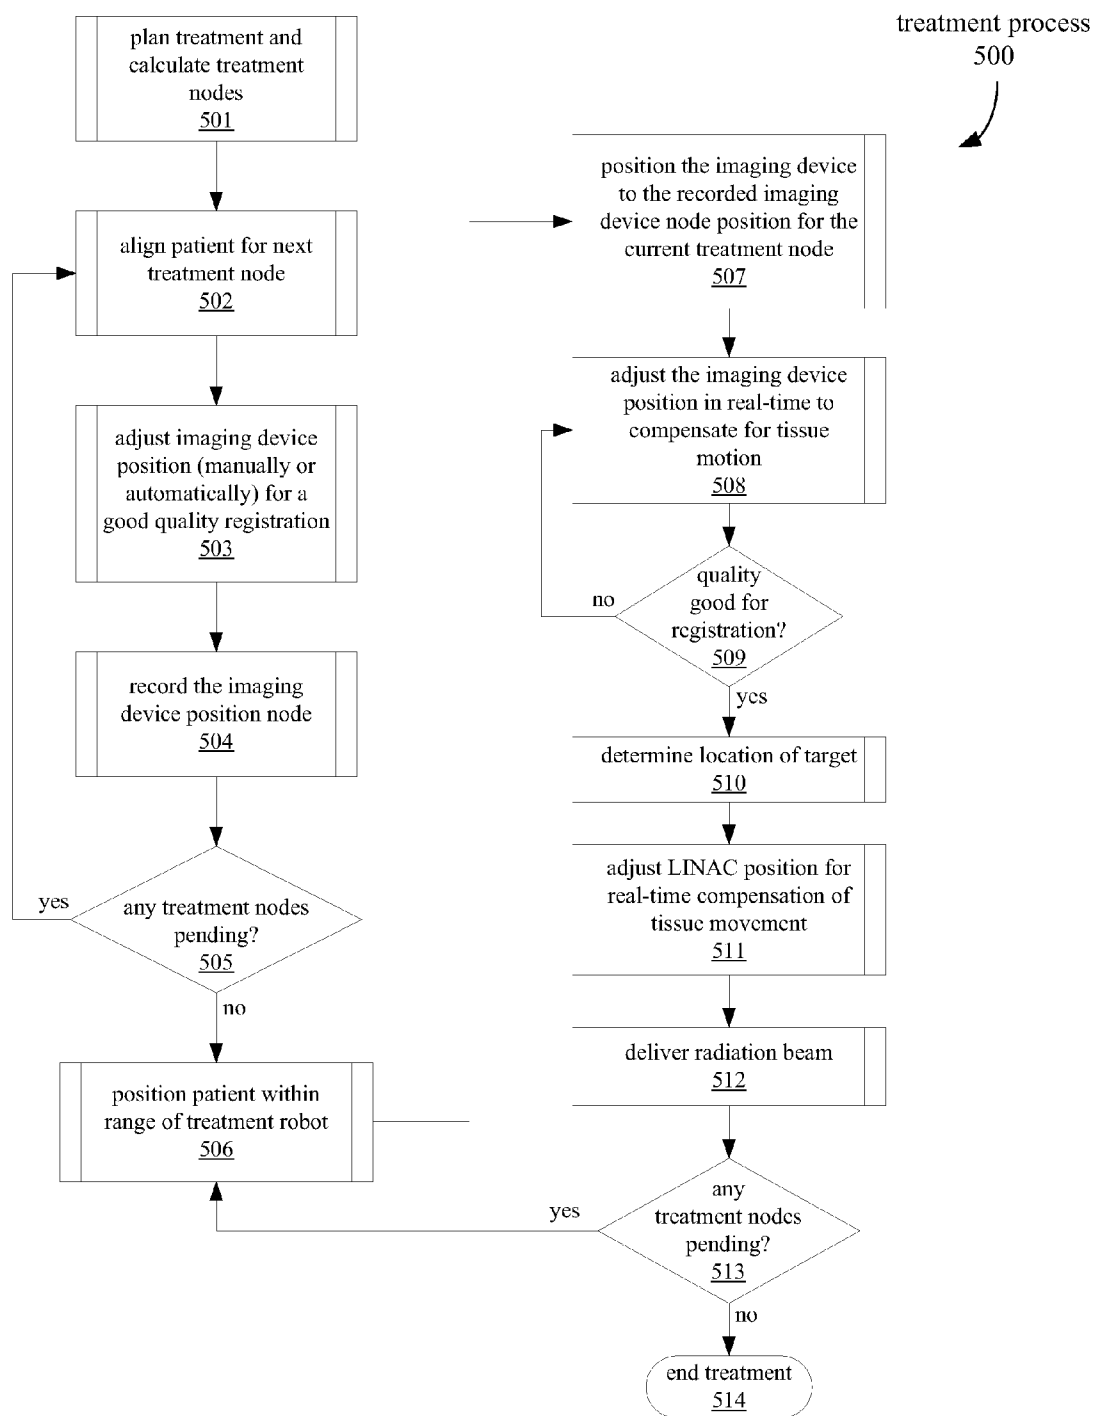 treatment process
500
plan treatment and
calculate treatment
nodes
501
align patient for next
treatment node
502
adjust imaging device
position (manually or
automatically) for a
good quality registration
503
record the imaging
device position node
504
yes
any treatment nodes
pending?
505
no
position patient within
range of treatment robot
506
position the imaging device
to the recorded imaging
device node position for the
current treatment node
507
adjust the imaging device
position in real-time to
compensate for tissue
motion
508
no
quality
good for
registration?
509
yes
determine location of target
510
adjust LINAC position for
real-time compensation of
tissue movement
511
deliver radiation beam
512
yes
any
treatment nodes
pending?
513
no
end treatment
514